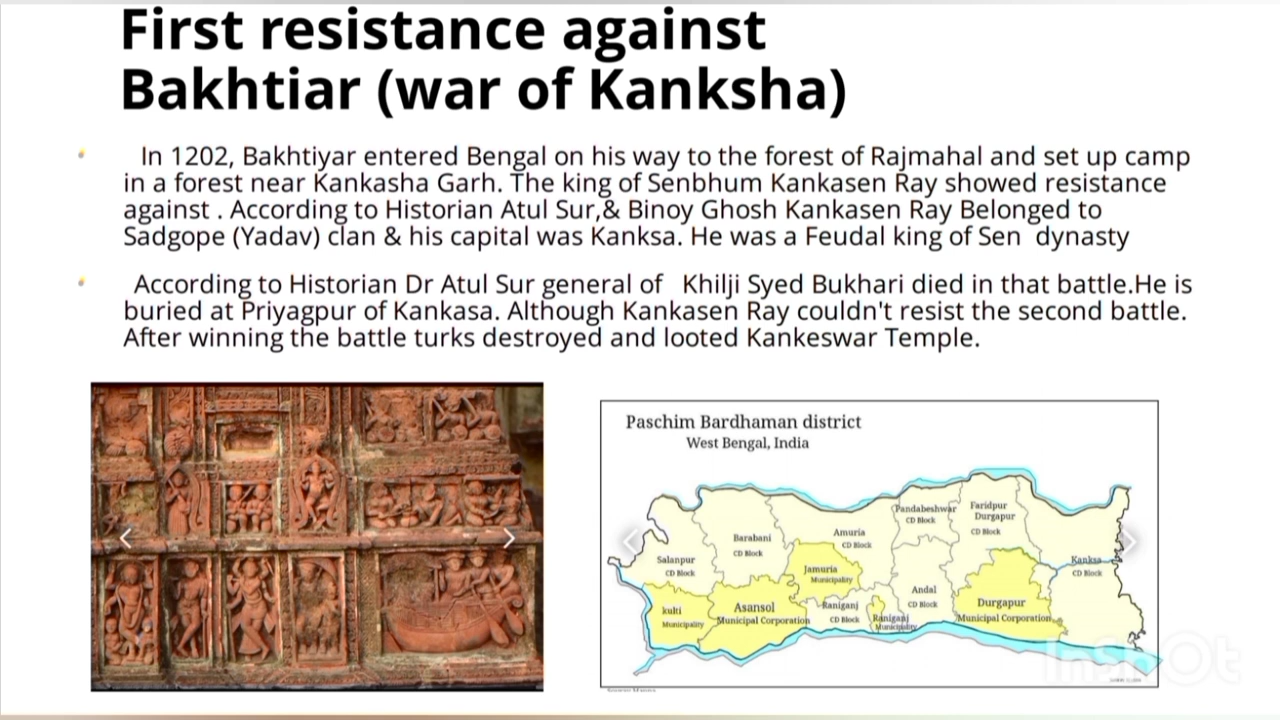 First resistance against
Bakhtiar (war of Kanksha)
In 1202, Bakhtiyar entered Bengal on his way to the forest of Rajmahal and set up camp
in a forest near Kankasha Garh. The king of Senbhum Kankasen Ray showed resistance
against . According to Historian Atul Sur,& Binoy Ghosh Kankasen Ray Belonged to
Sadgope (Yadav) clan & his capital was Kanksa. He was a Feudal king of Sen dynasty
According to Historian Dr Atul Sur general of Khilji Syed Bukhari died in that battle.He is
buried at Priyagpur of Kankasa. Although Kankasen Ray couldn't resist the second battle.
After winning the battle turks destroyed and looted Kankeswar Temple.
Paschim Bardhaman district
West Bengal, India
Pandabeshwar
CD Block
Faridpur
Durgapur
CD Block
Barabani
CD Block
Amuria
CD Block
Salanpur
CD Block
Jamuria
Municipality
Kanksa
CD Block
kulti
Municipality
Asansol
Municipal Corporation
Raniganj
CD Block
Raniganj
Municipality
Andal
CD Block
Durgapur
Municipal Corporation
InShOt